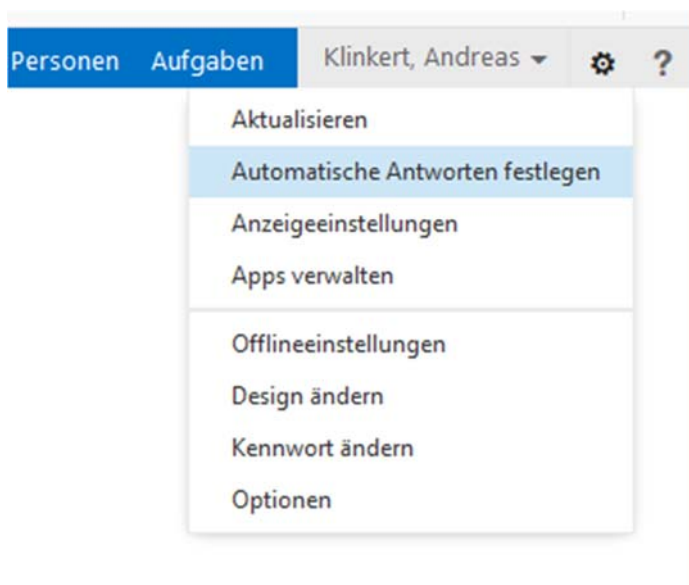 Personen Aufgaben Klinkert, Andreas ?
Aktualisieren
Automatische Antworten festlegen
Anzeigeeinstellungen
Apps verwalten
Offlineeinstellungen
Design ändern
Kennwort ändern
Optionen